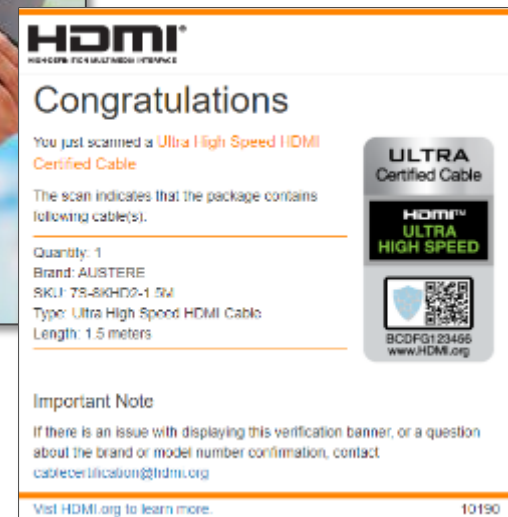 HDMI®
HIGH-DEFINITION MULTIMEDIA INTERFACE
Congratulations
You just scanned a Ultra High Speed HDMI
Certified Cable
The scan indicates that the package contains
following cable(s).
Quantity: 1
Brand: AUSTERE
SKU: 7S-8KHD2-1.5M
Type: Ultra High Speed HDMI Cable
Length: 1.5 meters
ULTRA
Certified Cable
HDMI™
ULTRA
HIGH SPEED
BCDFG123456
www.HDMI.org
Important Note
If there is an issue with displaying this verification banner, or a question
about the brand or model number confirmation, contact
cablecertification@hdmi.org
Vist HDMI.org to learn more.
10190